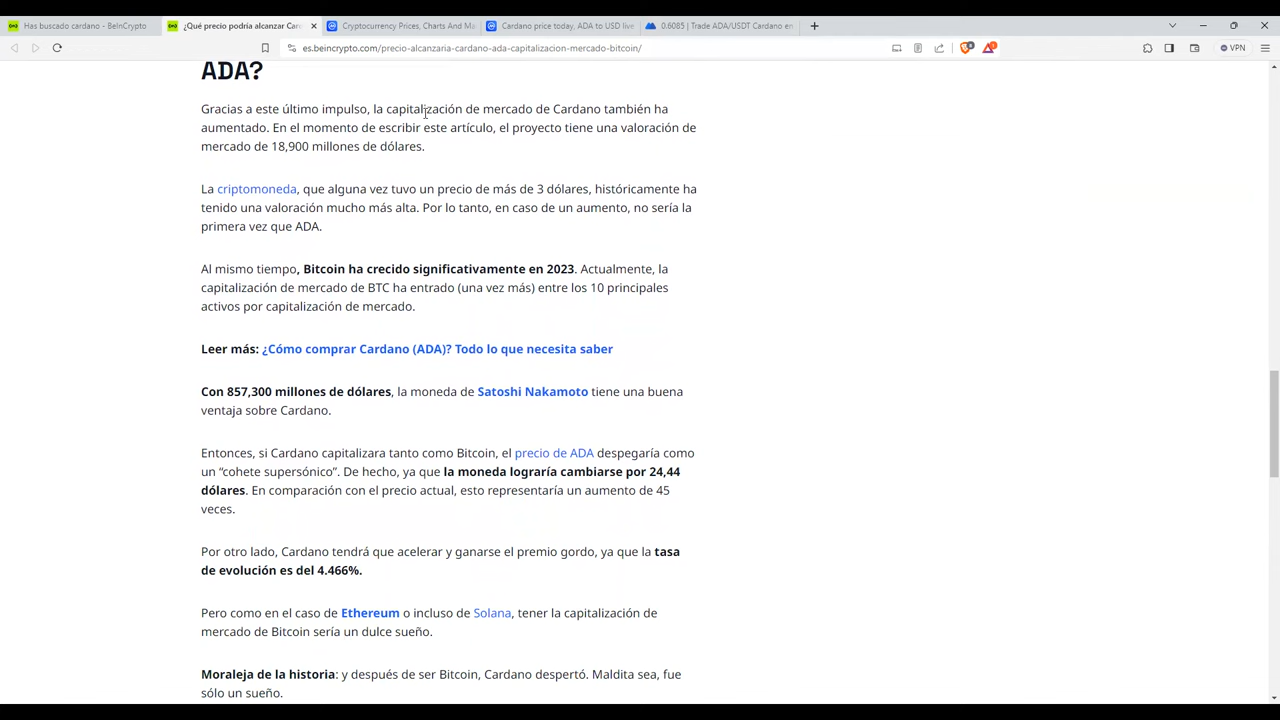 Has buscado cardano - BeInCrypto
¿Qué precio podría alcanzar Car
Cryptocurrency Prices, Charts And Ma
Cardano price today, ADA to USD live
0.6085 | Trade ADA/USDT Cardano en
es.beincrypto.com/precio-alcanzaria-cardano-ada-capitalizacion-mercado-bitcoin/
VPN
ADA?
Gracias a este último impulso, la capitalización de mercado de Cardano también ha
aumentado. En el momento de escribir este artículo, el proyecto tiene una valoración de
mercado de 18,900 millones de dólares.
La criptomoneda, que alguna vez tuvo un precio de más de 3 dólares, históricamente ha
tenido una valoración mucho más alta. Por lo tanto, en caso de un aumento, no sería la
primera vez que ADA.
Al mismo tiempo, Bitcoin ha crecido significativamente en 2023. Actualmente, la
capitalización de mercado de BTC ha entrado (una vez más) entre los 10 principales
activos por capitalización de mercado.
Leer más: ¿Cómo comprar Cardano (ADA)? Todo lo que necesita saber
Con 857,300 millones de dólares, la moneda de Satoshi Nakamoto tiene una buena
ventaja sobre Cardano.
Entonces, si Cardano capitalizara tanto como Bitcoin, el precio de ADA despegaría como
un “cohete supersónico”. De hecho, ya que la moneda lograría cambiarse por 24,44
dólares. En comparación con el precio actual, esto representaría un aumento de 45
veces.
Por otro lado, Cardano tendrá que acelerar y ganarse el premio gordo, ya que la tasa
de evolución es del 4.466%.
Pero como en el caso de Ethereum o incluso de Solana, tener la capitalización de
mercado de Bitcoin sería un dulce sueño.
Moraleja de la historia: y después de ser Bitcoin, Cardano despertó. Maldita sea, fue
sólo un sueño.